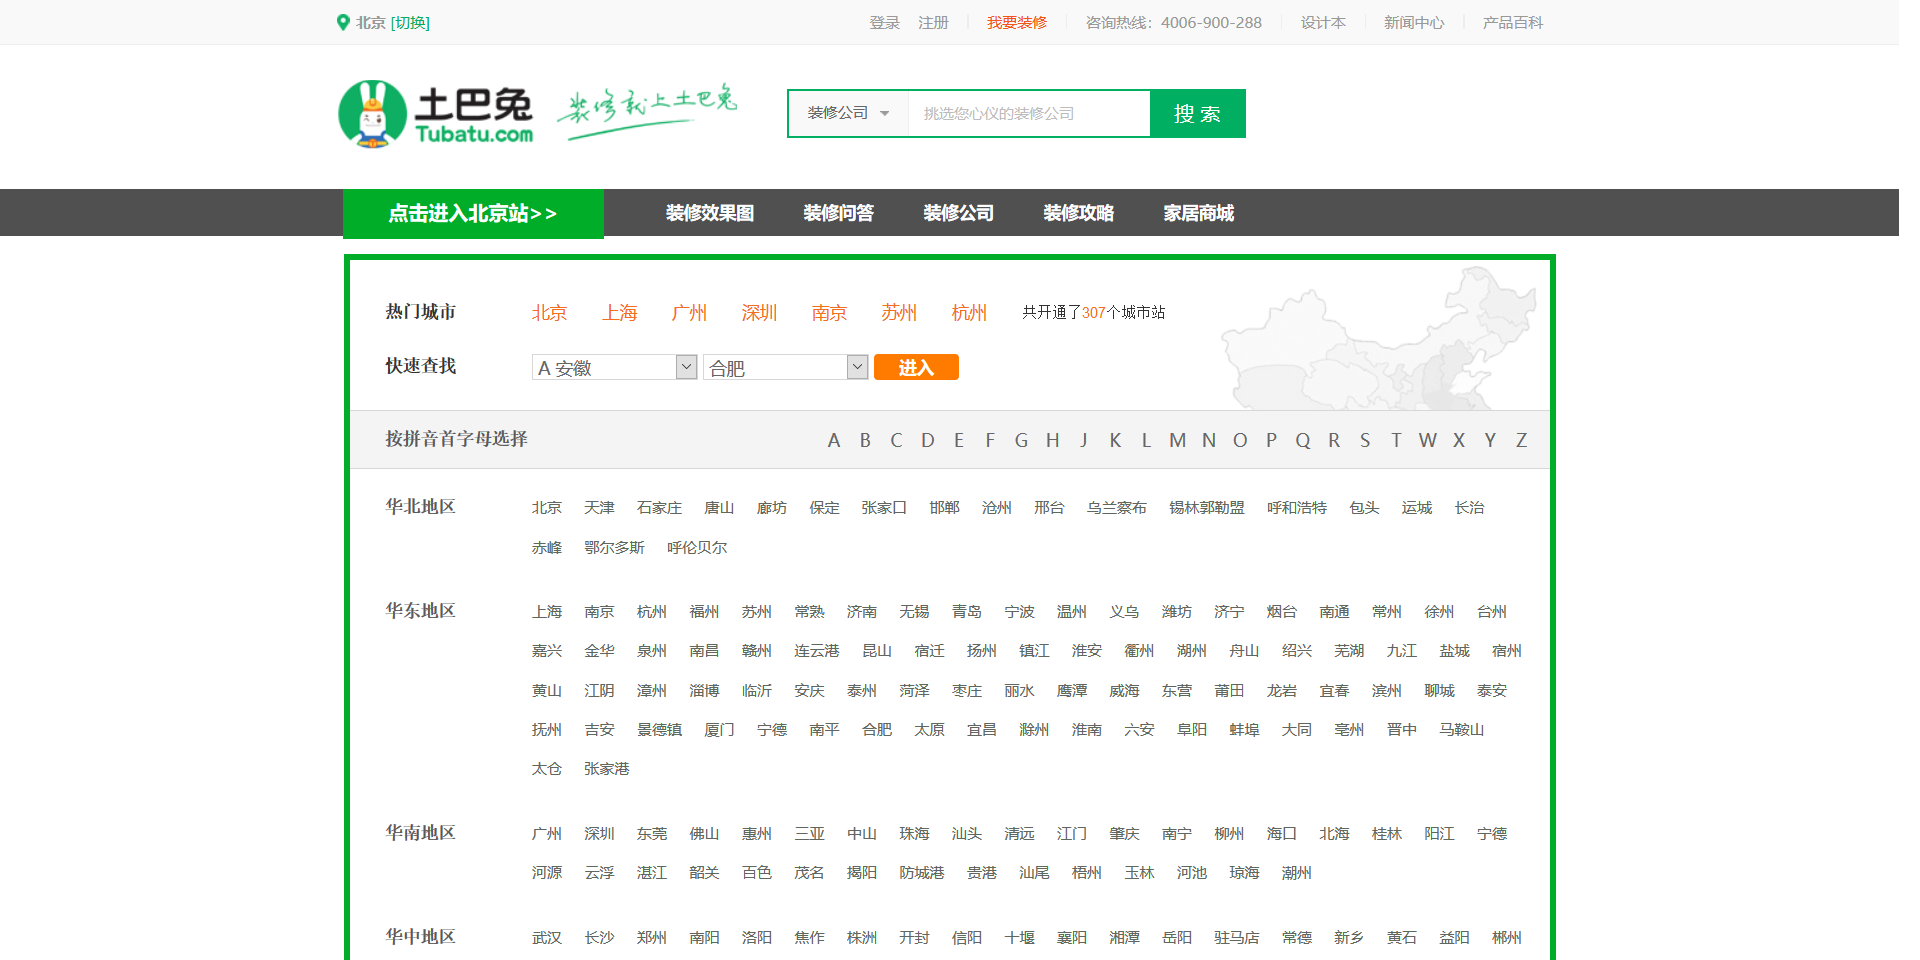 北京 [切换] 登录 注册 我要装修 咨询热线：4006-900-288 设计本 新闻中心 产品百科
土巴兔 Tubatu.com 装修就上土巴兔
装修公司 挑选您心仪的装修公司 搜 索
点击进入北京站>> 装修效果图 装修问答 装修公司 装修攻略 家居商城
热门城市 北京 上海 广州 深圳 南京 苏州 杭州 共开通了307个城市站
快速查找 A 安徽 合肥 进入
按拼音首字母选择 A B C D E F G H J K L M N O P Q R S T W X Y Z
华北地区 北京 天津 石家庄 唐山 廊坊 保定 张家口 邯郸 沧州 邢台 乌兰察布 锡林郭勒盟 呼和浩特 包头 运城 长治
赤峰 鄂尔多斯 呼伦贝尔
华东地区 上海 南京 杭州 福州 苏州 常熟 济南 无锡 青岛 宁波 温州 义乌 潍坊 济宁 烟台 南通 常州 徐州 台州
嘉兴 金华 泉州 南昌 赣州 连云港 昆山 宿迁 扬州 镇江 淮安 衢州 湖州 舟山 绍兴 芜湖 九江 盐城 宿州
黄山 江阴 漳州 淄博 临沂 安庆 泰州 菏泽 枣庄 丽水 鹰潭 威海 东营 莆田 龙岩 宜春 滨州 聊城 泰安
抚州 吉安 景德镇 厦门 宁德 南平 合肥 太原 宜昌 滁州 淮南 六安 阜阳 蚌埠 大同 亳州 晋中 马鞍山
太仓 张家港
华南地区 广州 深圳 东莞 佛山 惠州 三亚 中山 珠海 汕头 清远 江门 肇庆 南宁 柳州 海口 北海 桂林 阳江 宁德
河源 云浮 湛江 韶关 百色 茂名 揭阳 防城港 贵港 汕尾 梧州 玉林 河池 琼海 潮州
华中地区 武汉 长沙 郑州 南阳 洛阳 焦作 株洲 开封 信阳 十堰 襄阳 湘潭 岳阳 驻马店 常德 新乡 黄石 益阳 郴州